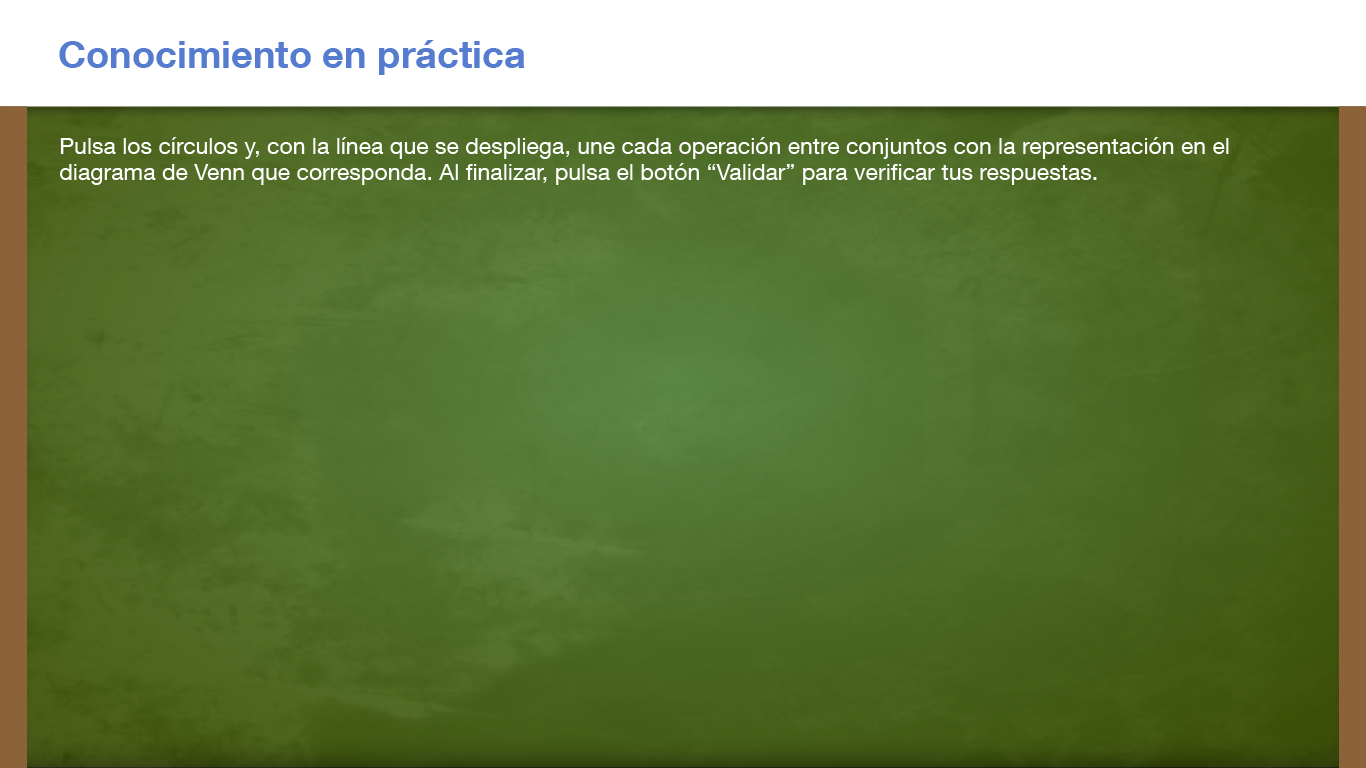 Conocimiento en práctica
Pulsa los círculos y, con la línea que se despliega, une cada operación entre conjuntos con la representación en el
diagrama de Venn que corresponda. Al finalizar, pulsa el botón “Validar” para verificar tus respuestas.